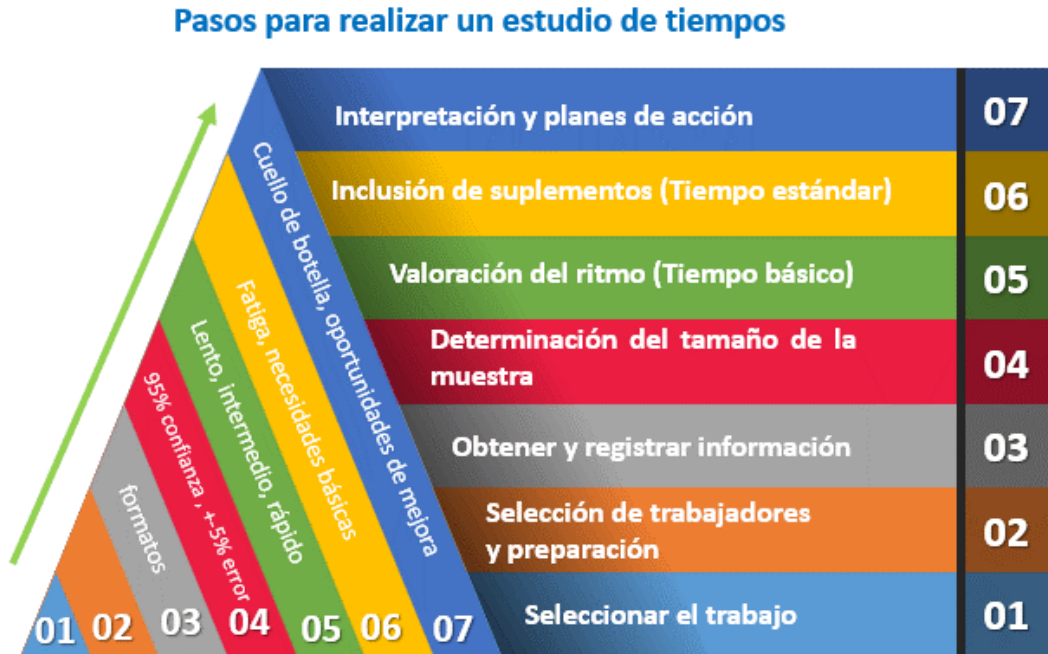 Pasos para realizar un estudio de tiempos
Interpretación y planes de acción
07
Inclusión de suplementos (Tiempo estándar)
06
Valoración del ritmo (Tiempo básico)
05
Determinación del tamaño de la
muestra
04
Obtener y registrar información
03
Selección de trabajadores
y preparación
02
Seleccionar el trabajo
01
Cuello de botella, oportunidades de mejora
Fatiga, necesidades básicas
Lento, intermedio, rápido
95% confianza , +-5% error
formatos
01
02
03
04
05
06
07